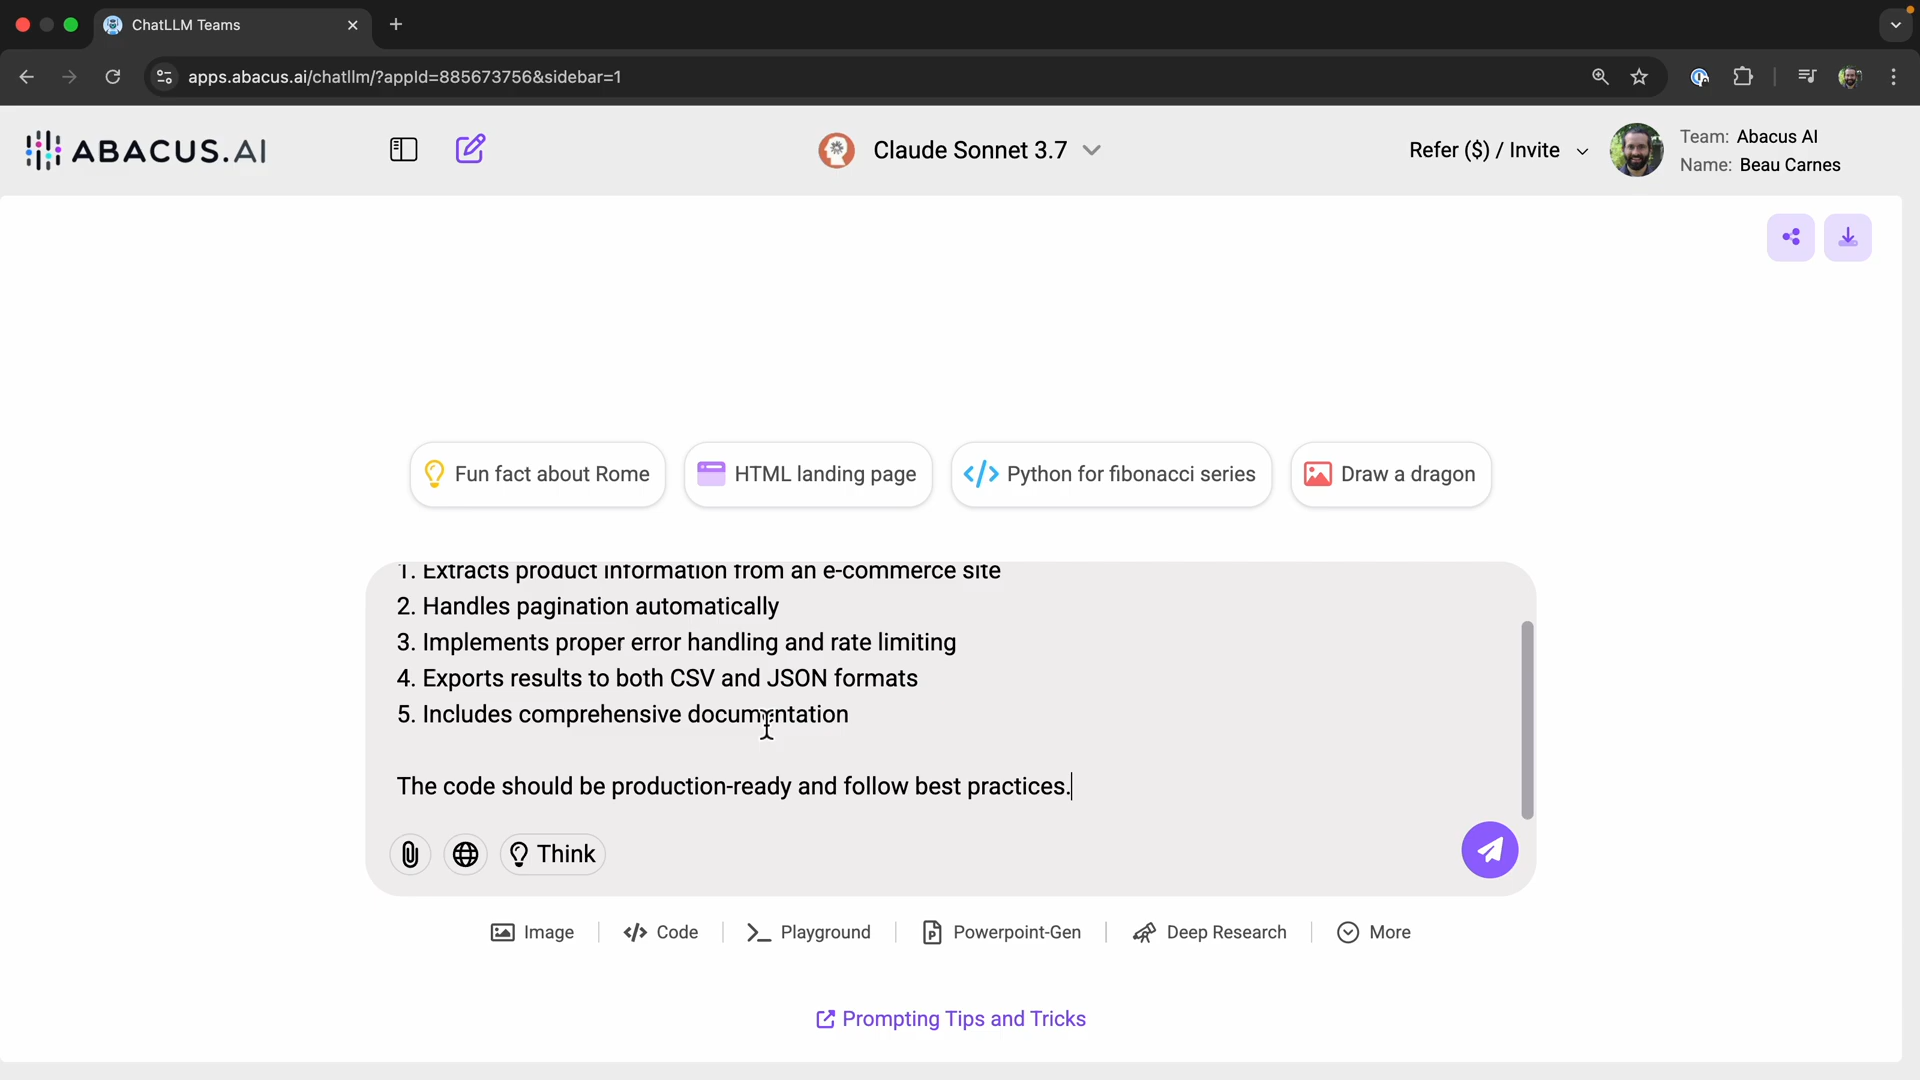 ChatLLM Teams
apps.abacus.ai/chatllm/?appId=885673756&sidebar=1
ABACUS.AI
Claude Sonnet 3.7
Refer ($) / Invite
Team: Abacus AI
Name: Beau Carnes
Fun fact about Rome
HTML landing page
</> Python for fibonacci series
Draw a dragon
1. Extracts product information from an e-commerce site
2. Handles pagination automatically
3. Implements proper error handling and rate limiting
4. Exports results to both CSV and JSON formats
5. Includes comprehensive documentation
The code should be production-ready and follow best practices.
Think
Image
</> Code
Playground
Powerpoint-Gen
Deep Research
More
Prompting Tips and Tricks